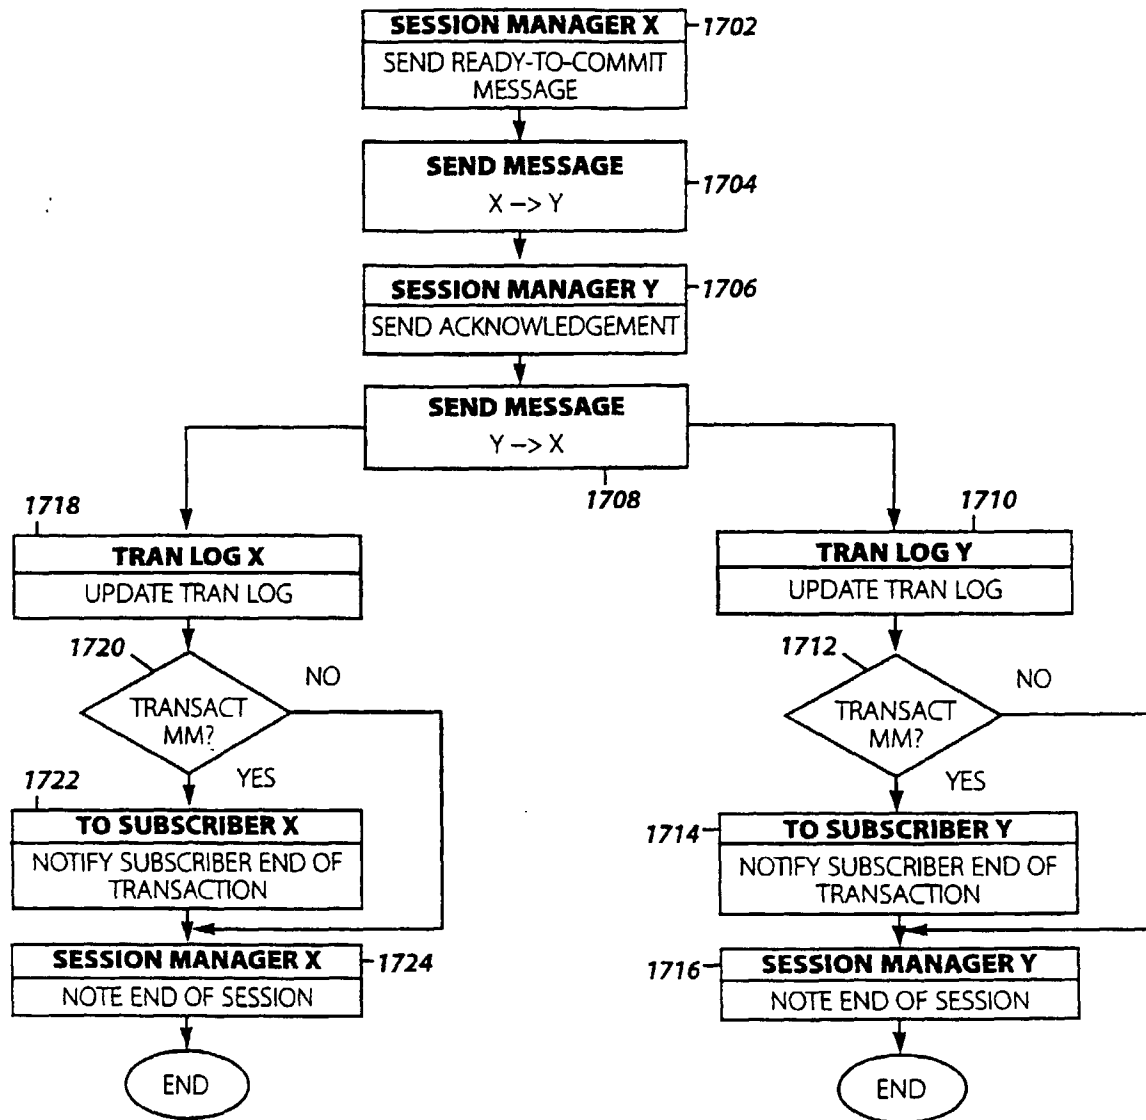 SESSION MANAGER X
1702
SEND READY-TO-COMMIT
MESSAGE
SEND MESSAGE
1704
X –> Y
SESSION MANAGER Y
1706
SEND ACKNOWLEDGEMENT
SEND MESSAGE
Y –> X
1708
1718
TRAN LOG X
UPDATE TRAN LOG
1720
NO
TRANSACT
MM?
YES
1722
TO SUBSCRIBER X
NOTIFY SUBSCRIBER END OF
TRANSACTION
SESSION MANAGER X
1724
NOTE END OF SESSION
END
1710
TRAN LOG Y
UPDATE TRAN LOG
1712
NO
TRANSACT
MM?
YES
1714
TO SUBSCRIBER Y
NOTIFY SUBSCRIBER END OF
TRANSACTION
1716
SESSION MANAGER Y
NOTE END OF SESSION
END